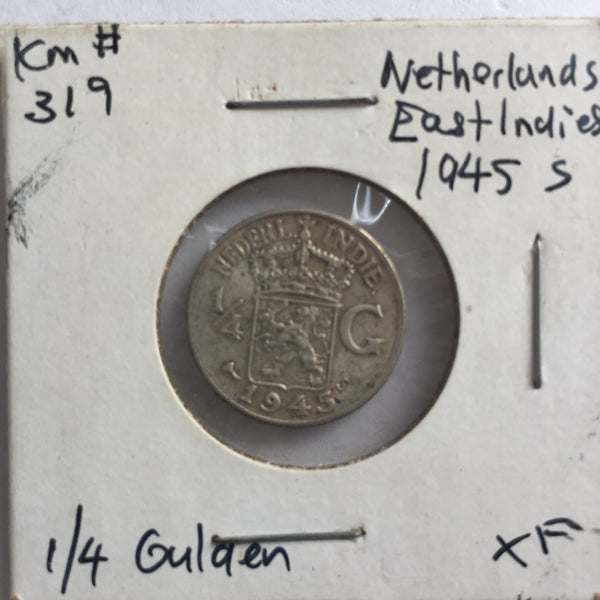 Km #
319
Netherlands
East Indies
1945 S
NEDERL. INDIE
1/4 G
1945 S
1/4 Gulden
XF